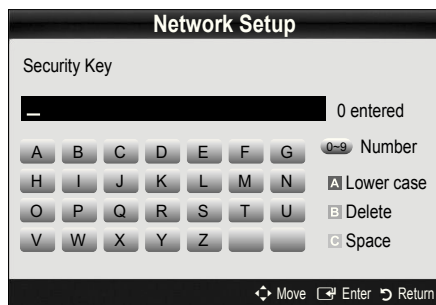 Network Setup
Security Key
_ 0 entered
A B C D E F G 0~9 Number
H I J K L M N A Lower case
O P Q R S T U B Delete
V W X Y Z C Space
Move Enter Return